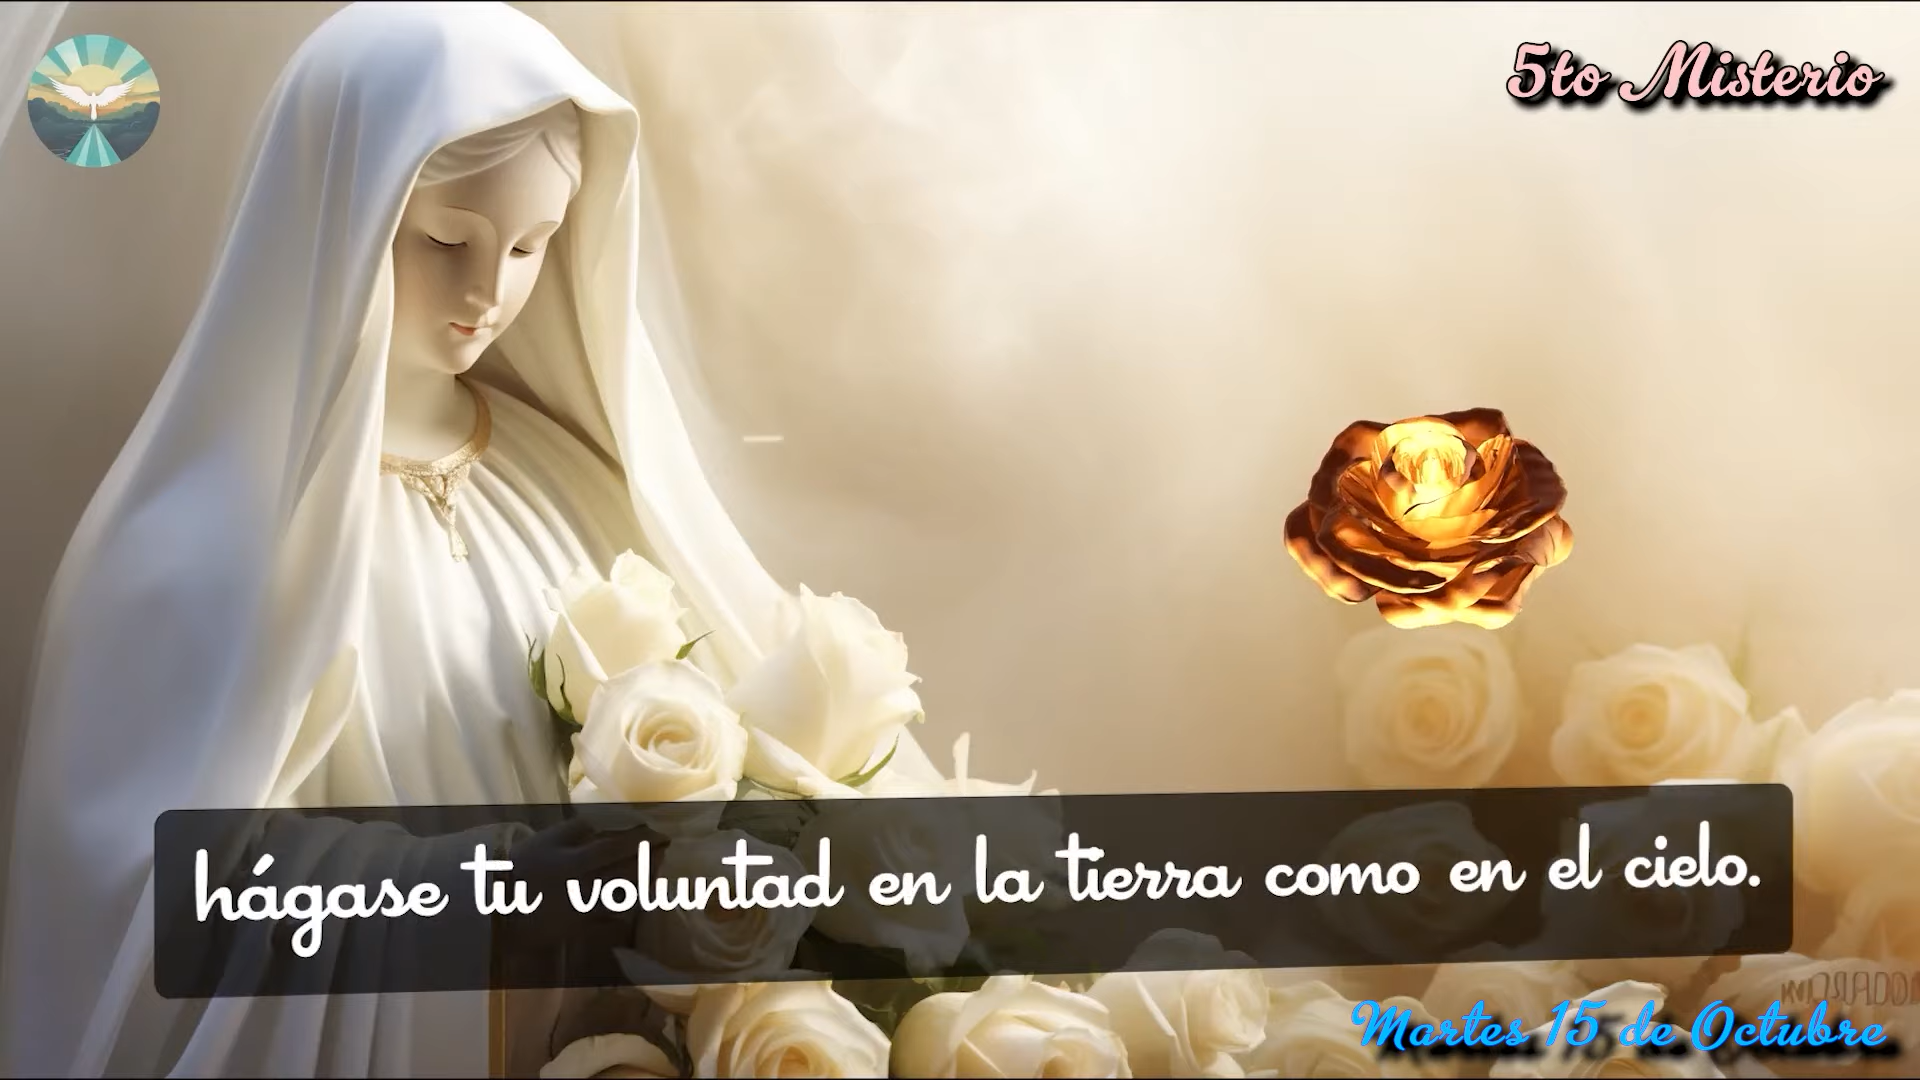 5to Misterio
hágase tu voluntad en la tierra como en el cielo.
Martes 15 de Octubre